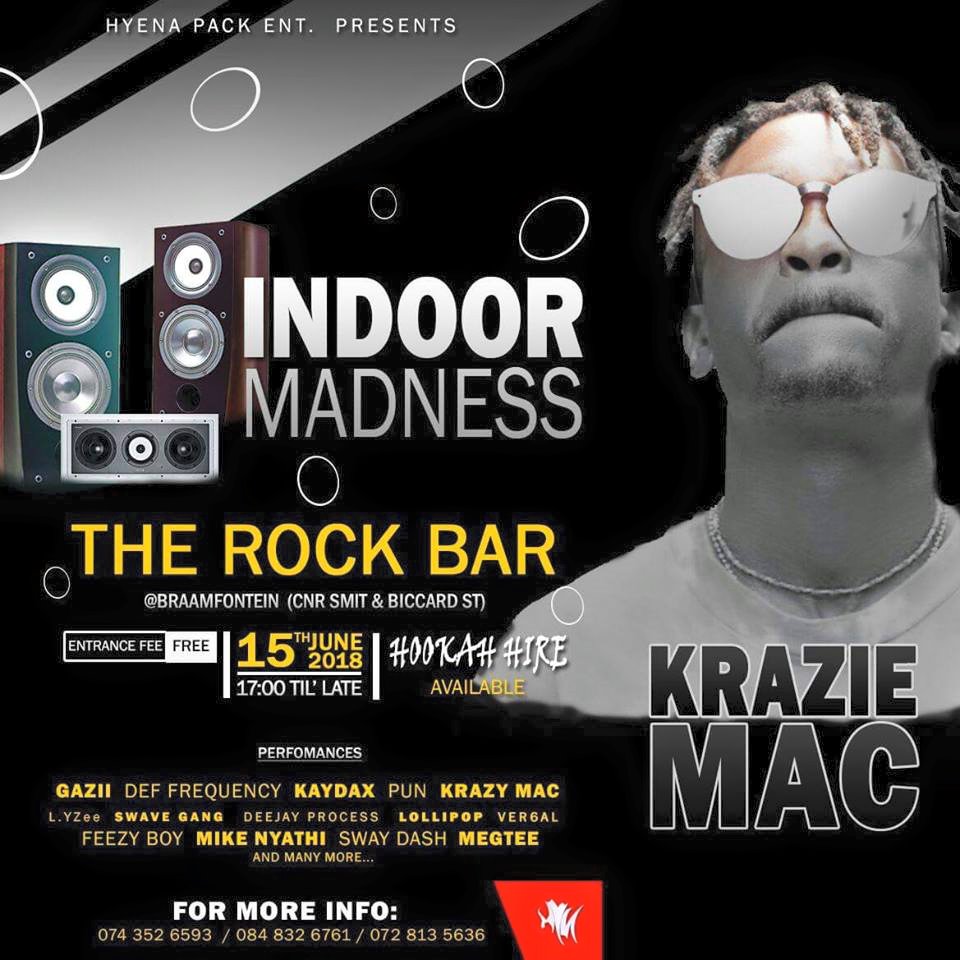 HYENA PACK ENT. PRESENTS
INDOOR
MADNESS
THE ROCK BAR
@BRAAMFONTEIN (CNR SMIT & BICCARD ST)
ENTRANCE FEE FREE
15TH JUNE
2018
17:00 TIL' LATE
HOOKAH HIRE
AVAILABLE
KRAZIE
MAC
PERFOMANCES
GAZII DEF FREQUENCY KAYDAX PUN KRAZY MAC
L.YZee SWAVE GANG DEEJAY PROCESS LOLLIPOP VER6AL
FEEZY BOY MIKE NYATHI SWAY DASH MEGTEE
AND MANY MORE...
FOR MORE INFO:
074 352 6593 / 084 832 6761 / 072 813 5636